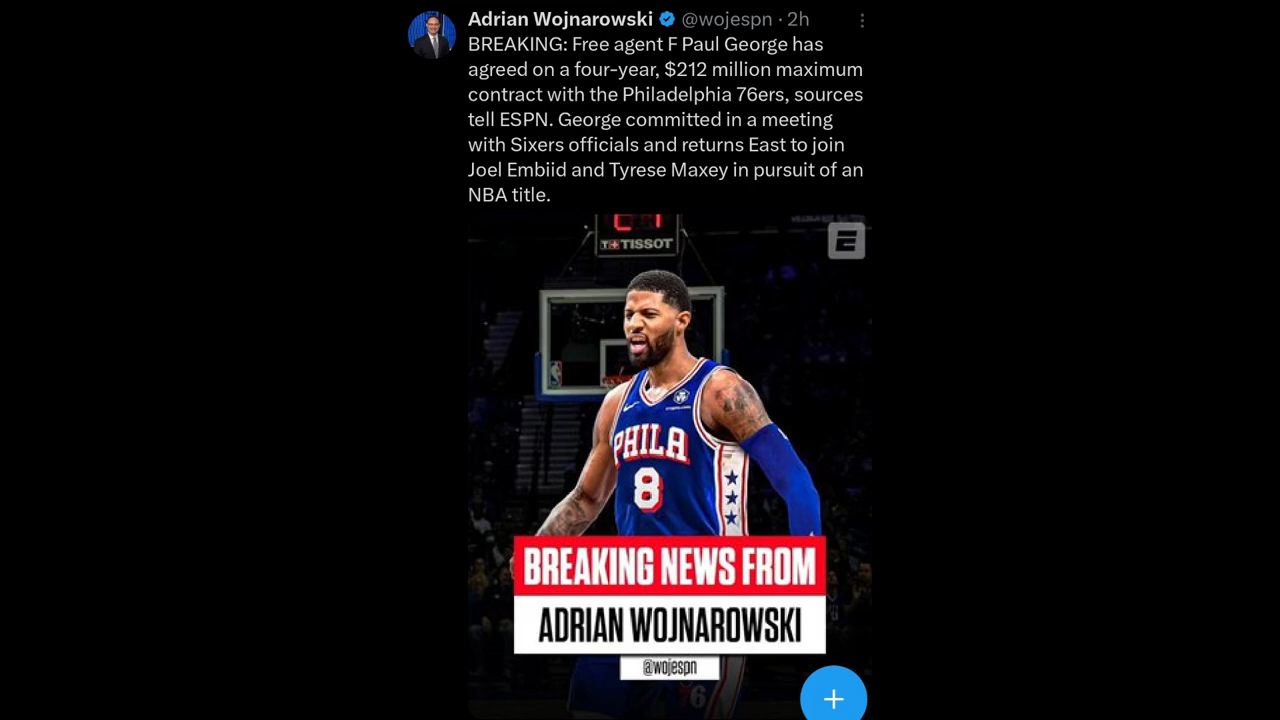 Adrian Wojnarowski @wojespn · 2h
BREAKING: Free agent F Paul George has
agreed on a four-year, $212 million maximum
contract with the Philadelphia 76ers, sources
tell ESPN. George committed in a meeting
with Sixers officials and returns East to join
Joel Embiid and Tyrese Maxey in pursuit of an
NBA title.
TISSOT
E
PHILA
8
BREAKING NEWS FROM
ADRIAN WOJNAROWSKI
@wojespn